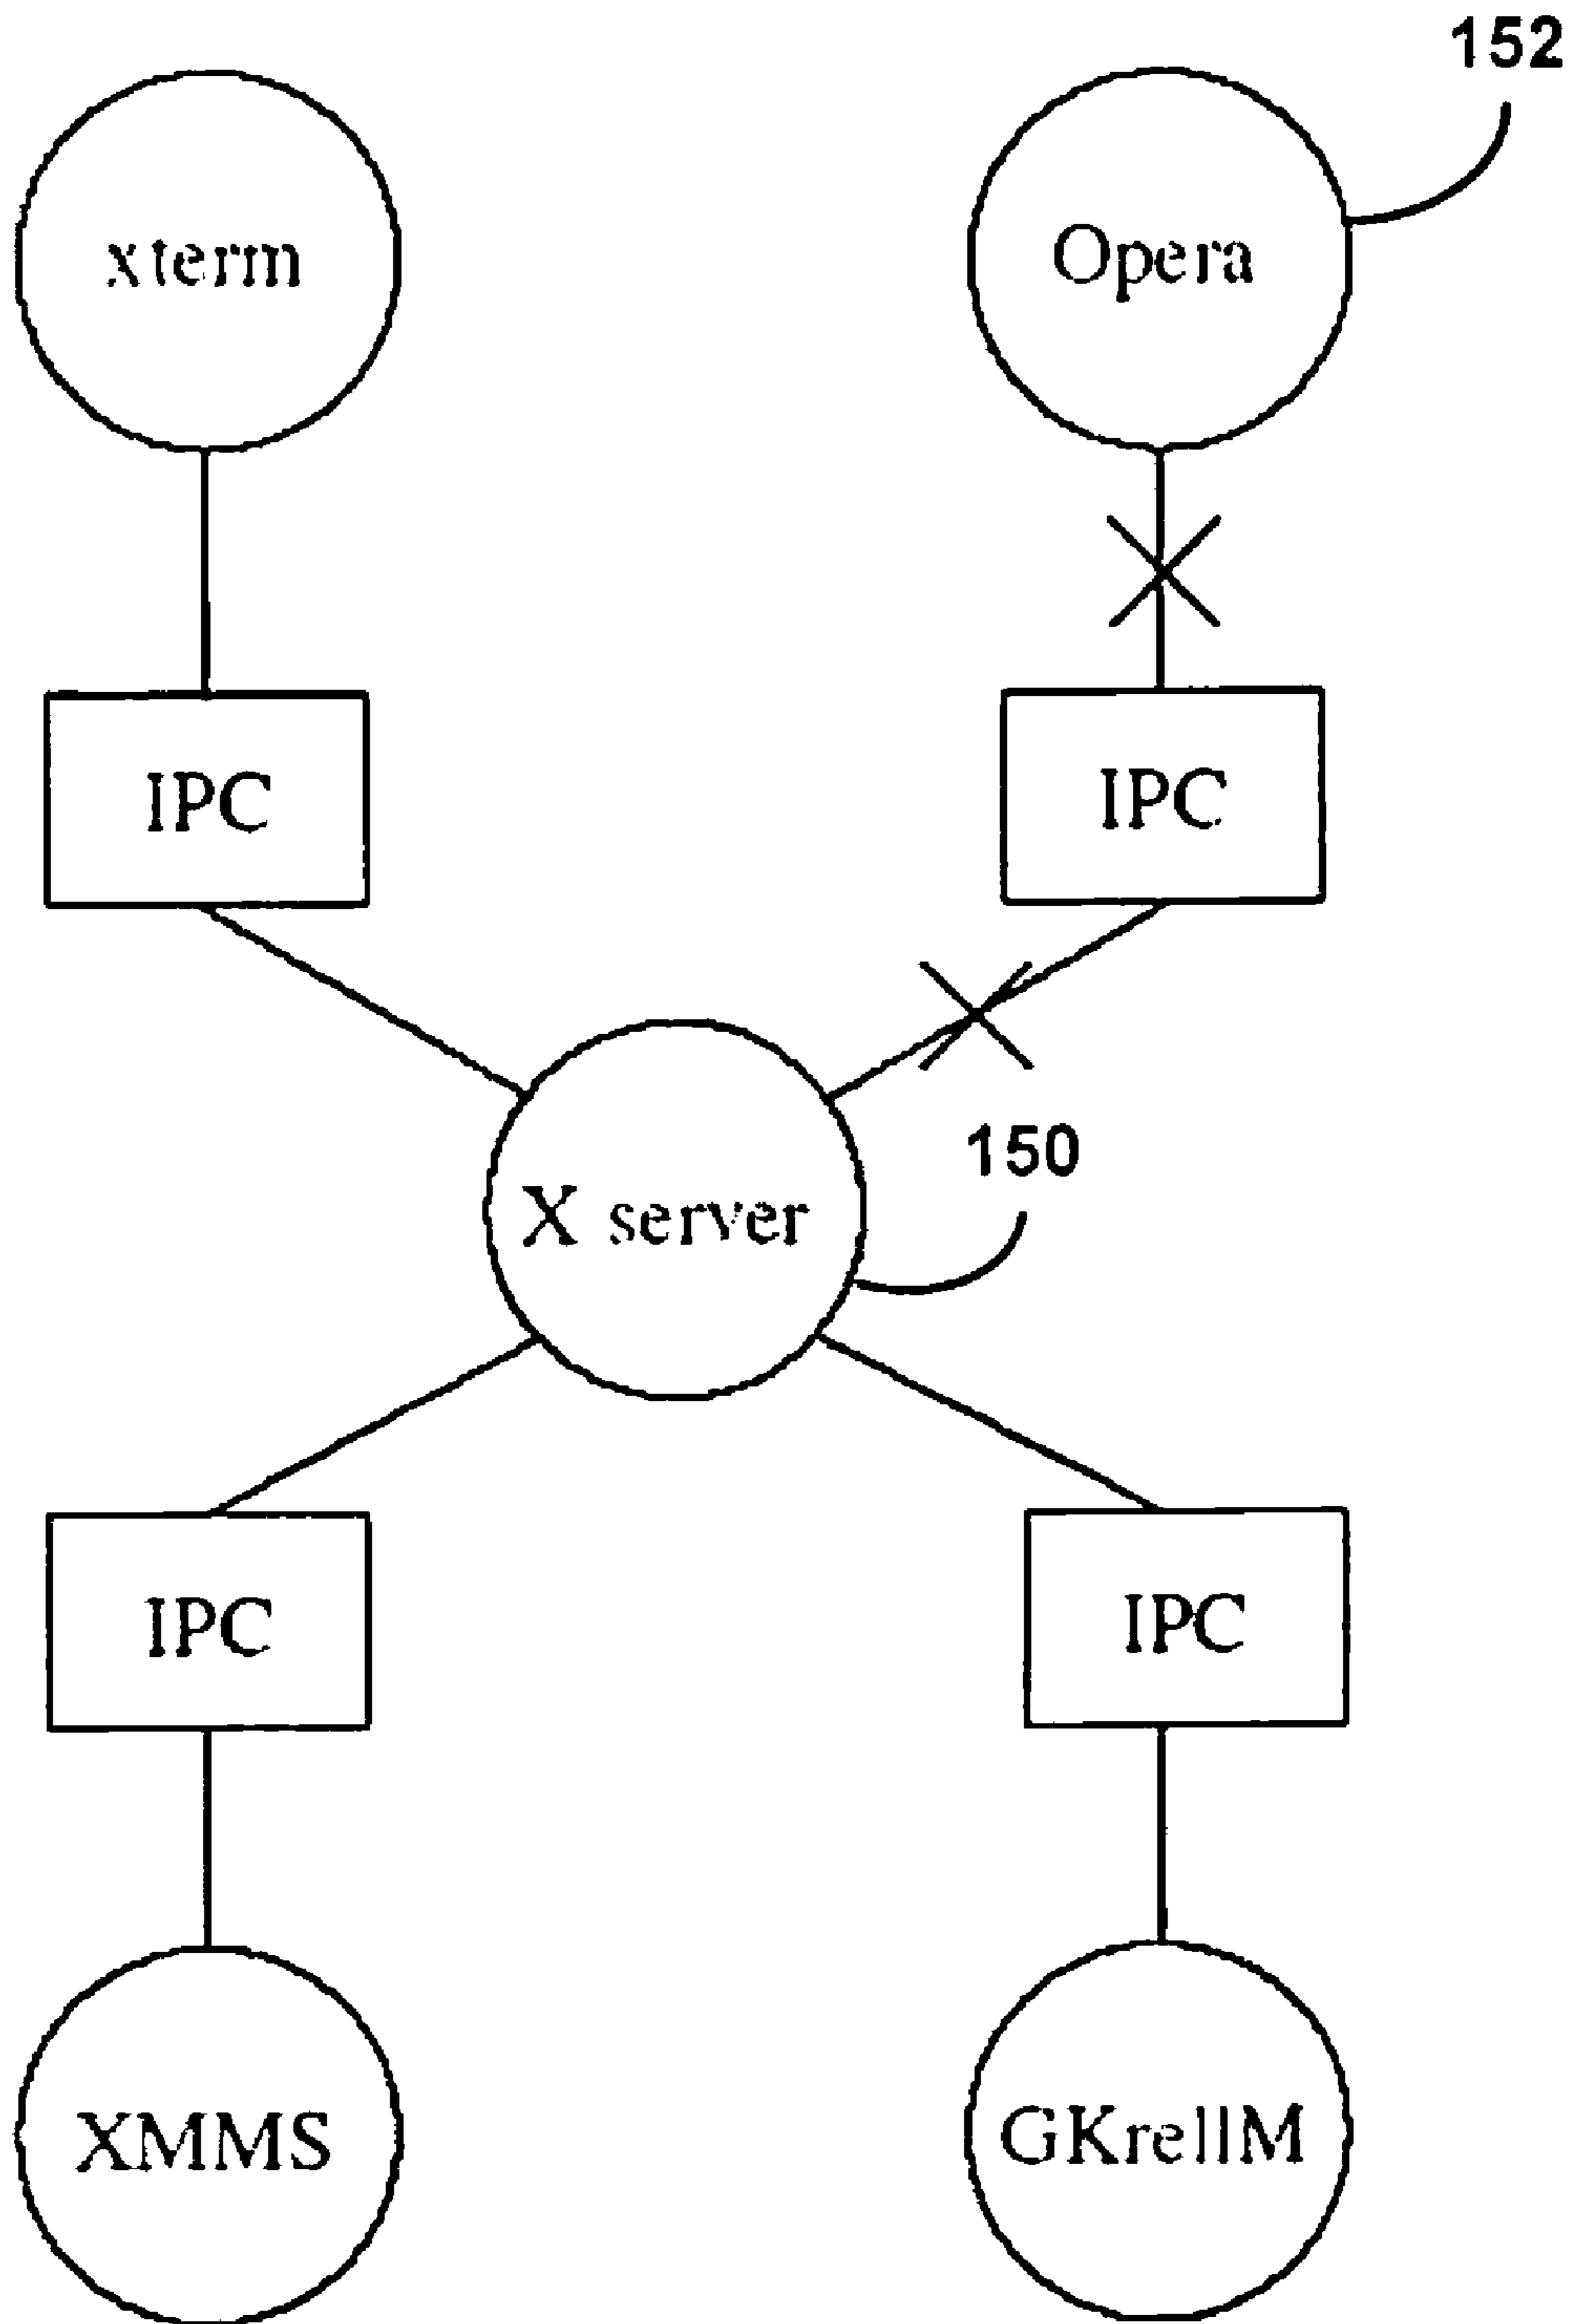 152
xterm
Opera
IPC
IPC
150
X server
IPC
IPC
XMMS
GKrellM